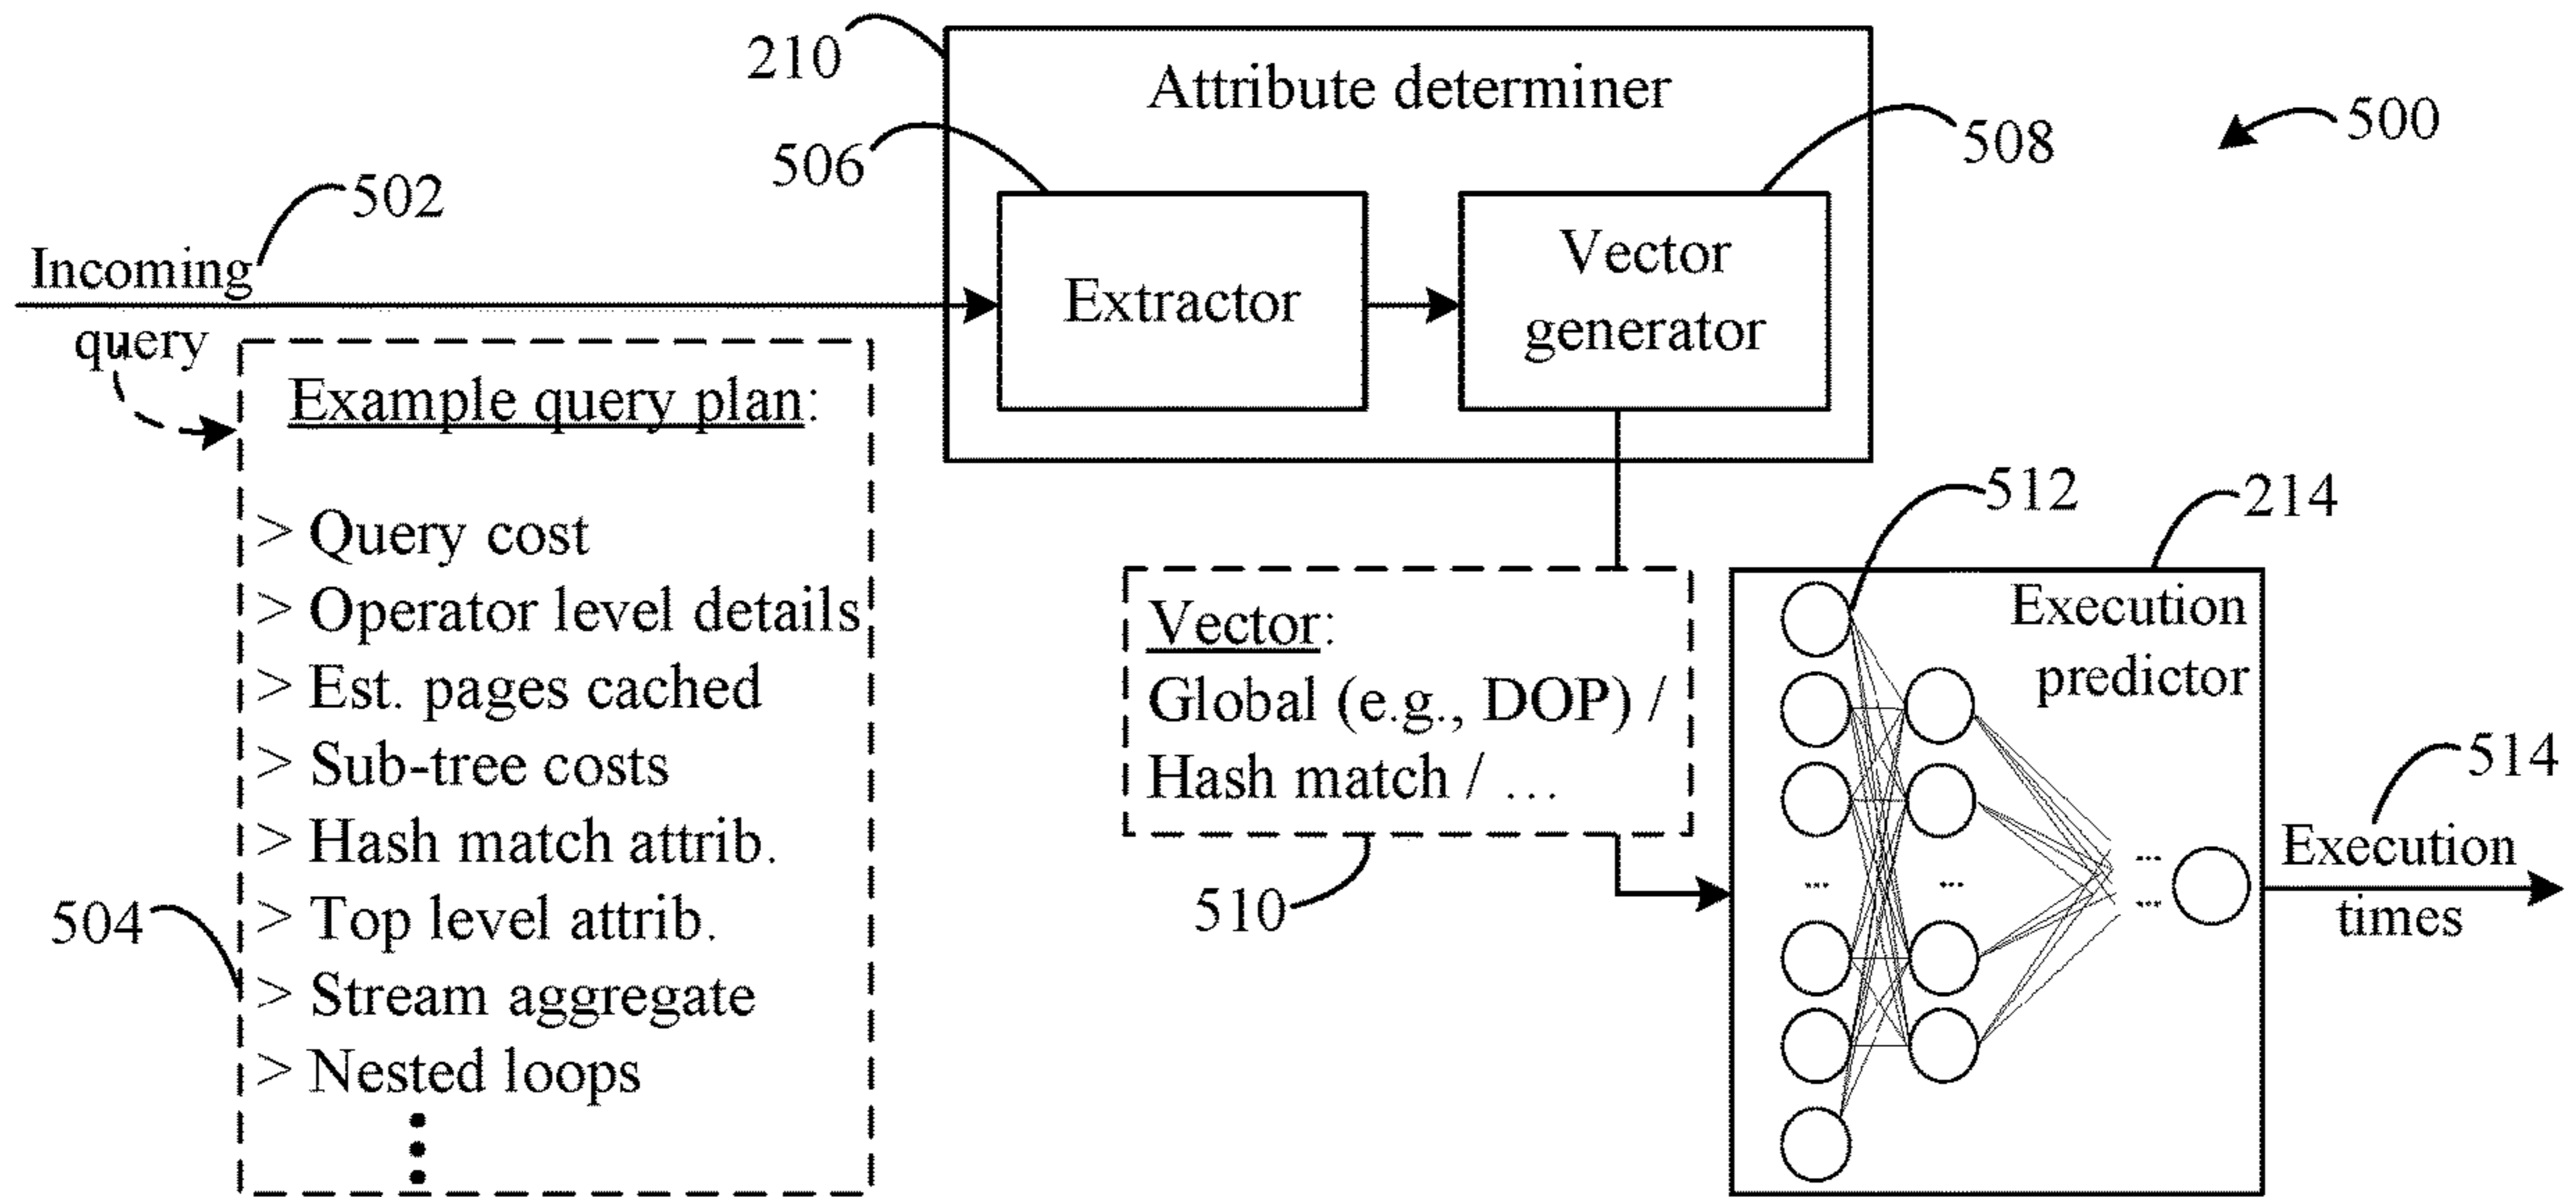 210
Attribute determiner
500
506
508
502
Incoming
query
Extractor
Vector
generator
Example query plan:
> Query cost
> Operator level details
> Est. pages cached
> Sub-tree costs
> Hash match attrib.
> Top level attrib.
> Stream aggregate
> Nested loops
504
Vector:
Global (e.g., DOP) /
Hash match / ...
510
512
214
Execution
predictor
...
...
...
...
514
Execution
times